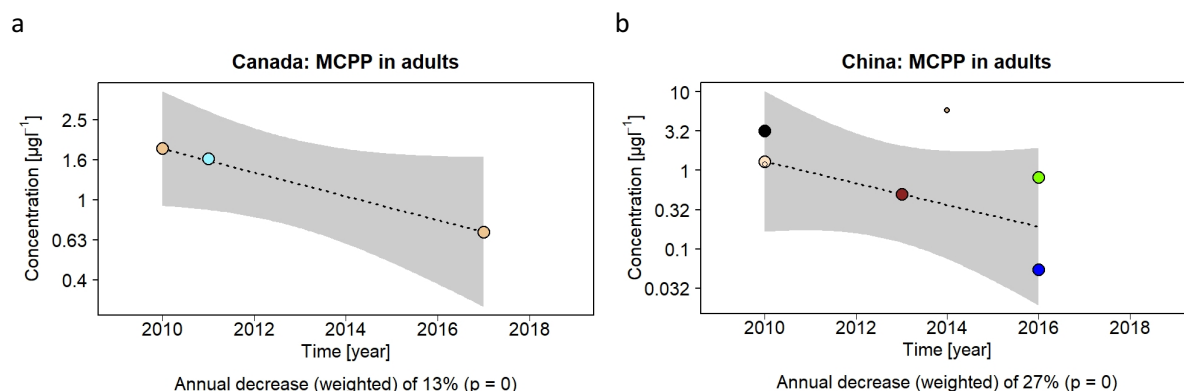 a
Canada: MCPP in adults
Concentration [µgl⁻¹]
2.5
1.6
1
0.63
0.4
2010 2012 2014 2016 2018
Time [year]
Annual decrease (weighted) of 13% (p = 0)
b
China: MCPP in adults
Concentration [µgl⁻¹]
10
3.2
1
0.32
0.1
0.032
2010 2012 2014 2016 2018
Time [year]
Annual decrease (weighted) of 27% (p = 0)